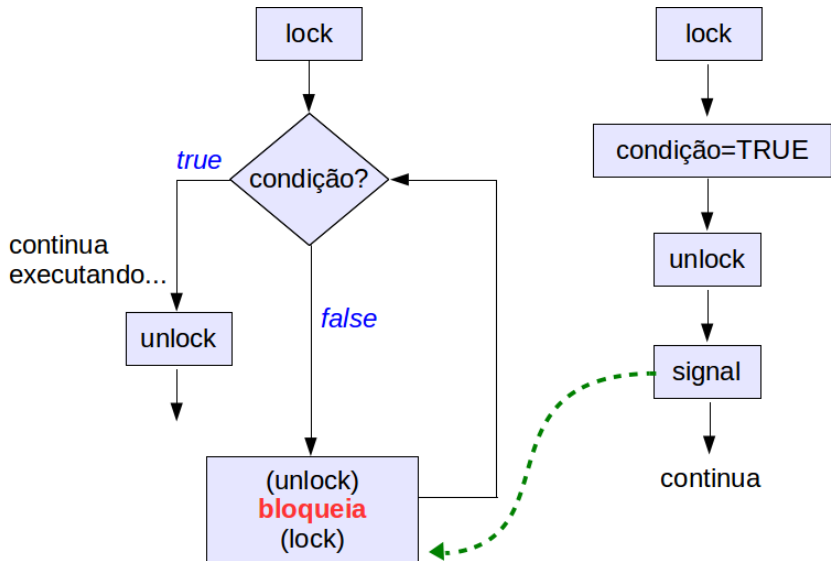 lock
condição?
true
continua
executando...
unlock
false
(unlock)
bloqueia
(lock)
lock
condição=TRUE
unlock
signal
continua